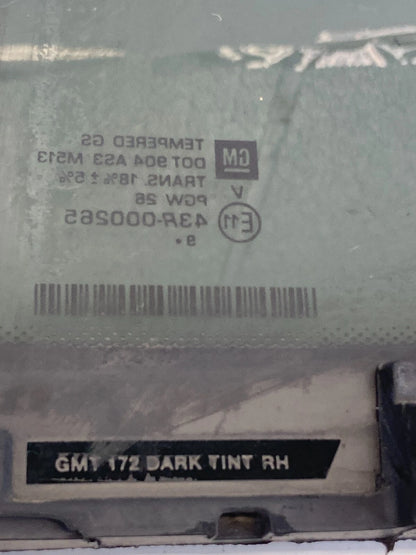 TEMPERED GS
GM
DOT 904 AS3 M513
TRANS. 18% ± 5%
V
PGW 26
E11
43R-000265
9 •
GMT 172 DARK TINT RH